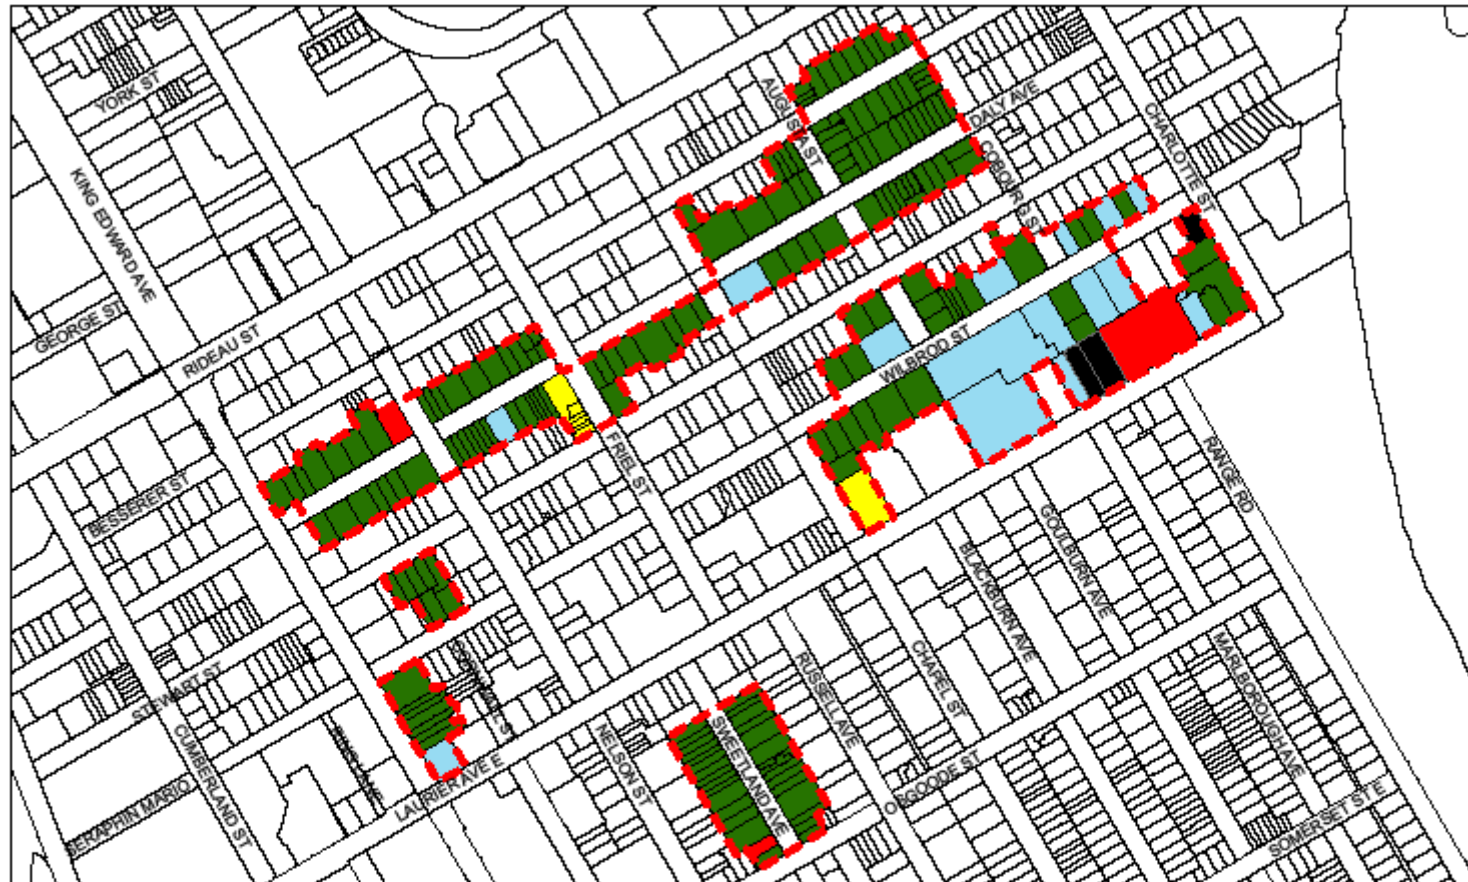 YORK ST
AUGUSTA ST
DALY AVE
CHARLOTTE ST
COBOURG ST
KING EDWARD AVE
GEORGE ST
RIDEAU ST
WILBROD ST
FRIEL ST
BESSERER ST
RANGE RD
GOULBURN AVE
BLACKBURN AVE
STEWART ST
CUMBERLAND ST
NELSON ST
SWEETLAND AVE
RUSSELL AVE
CHAPEL ST
MARLBOROUGH AVE
LAURIER AVE E
OSGOODE ST
SERAPHIN MARION
SOMERSET ST E